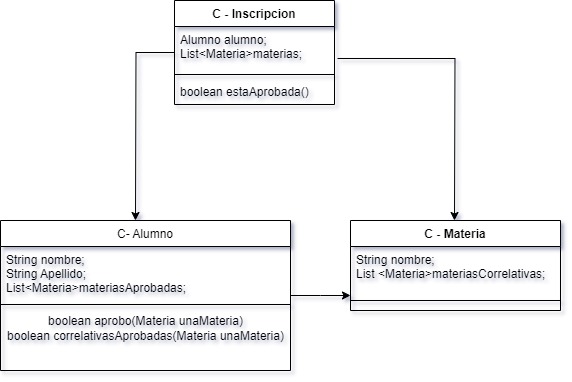 C - Inscripcion
Alumno alumno;
List<Materia>materias;
boolean estaAprobada()
C- Alumno
String nombre;
String Apellido;
List<Materia>materiasAprobadas;
boolean aprobo(Materia unaMateria)
boolean correlativasAprobadas(Materia unaMateria)
C - Materia
String nombre;
List <Materia>materiasCorrelativas;